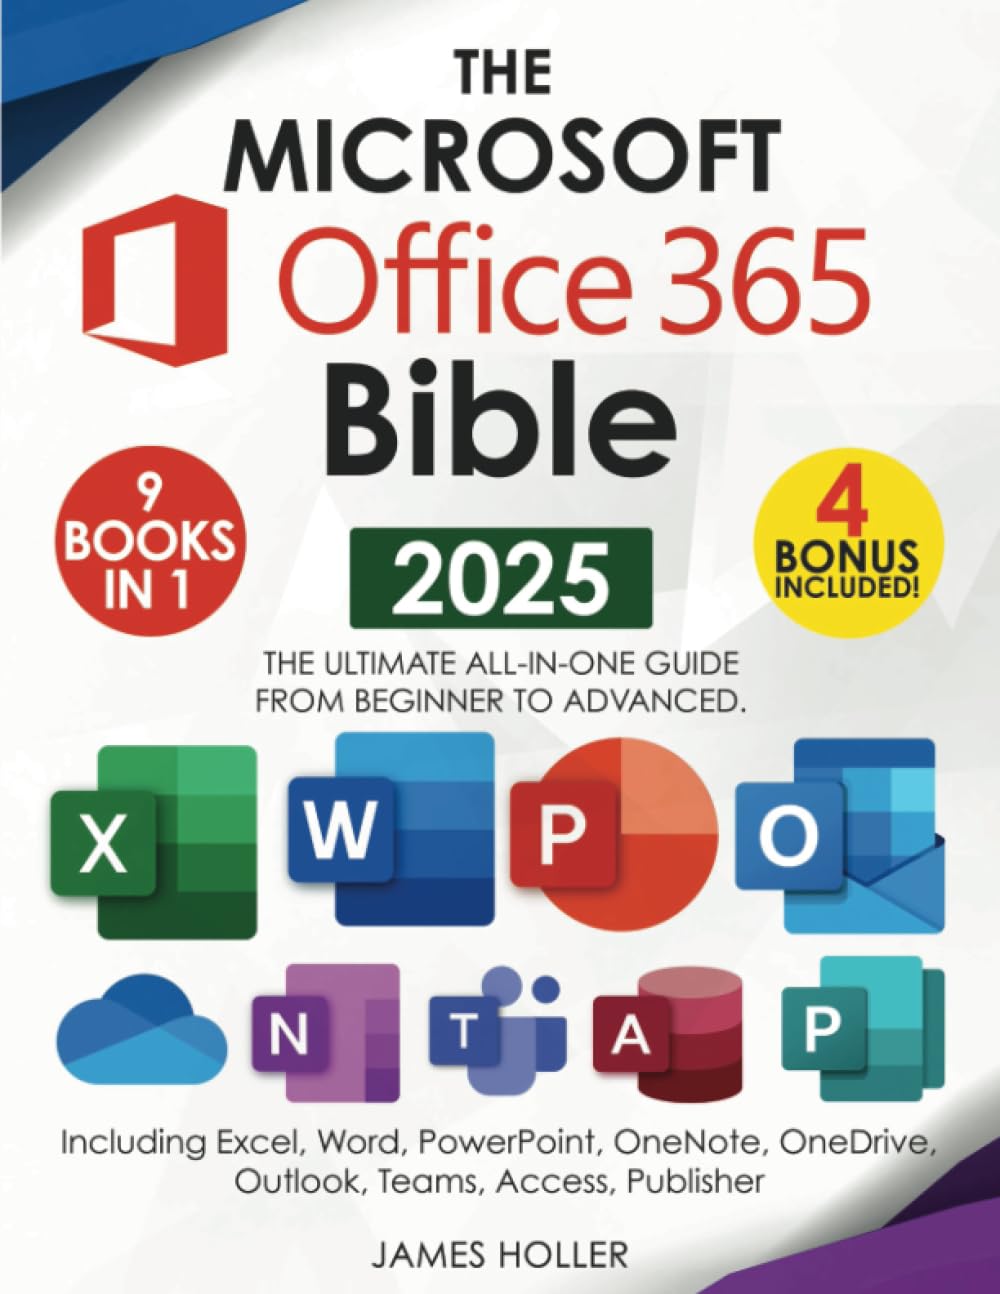 THE
MICROSOFT
Office 365
Bible
9
BOOKS
IN 1
4
BONUS
INCLUDED!
2025
THE ULTIMATE ALL-IN-ONE GUIDE
FROM BEGINNER TO ADVANCED.
X
W
P
O
N
T
A
P
Including Excel, Word, PowerPoint, OneNote, OneDrive,
Outlook, Teams, Access, Publisher
JAMES HOLLER